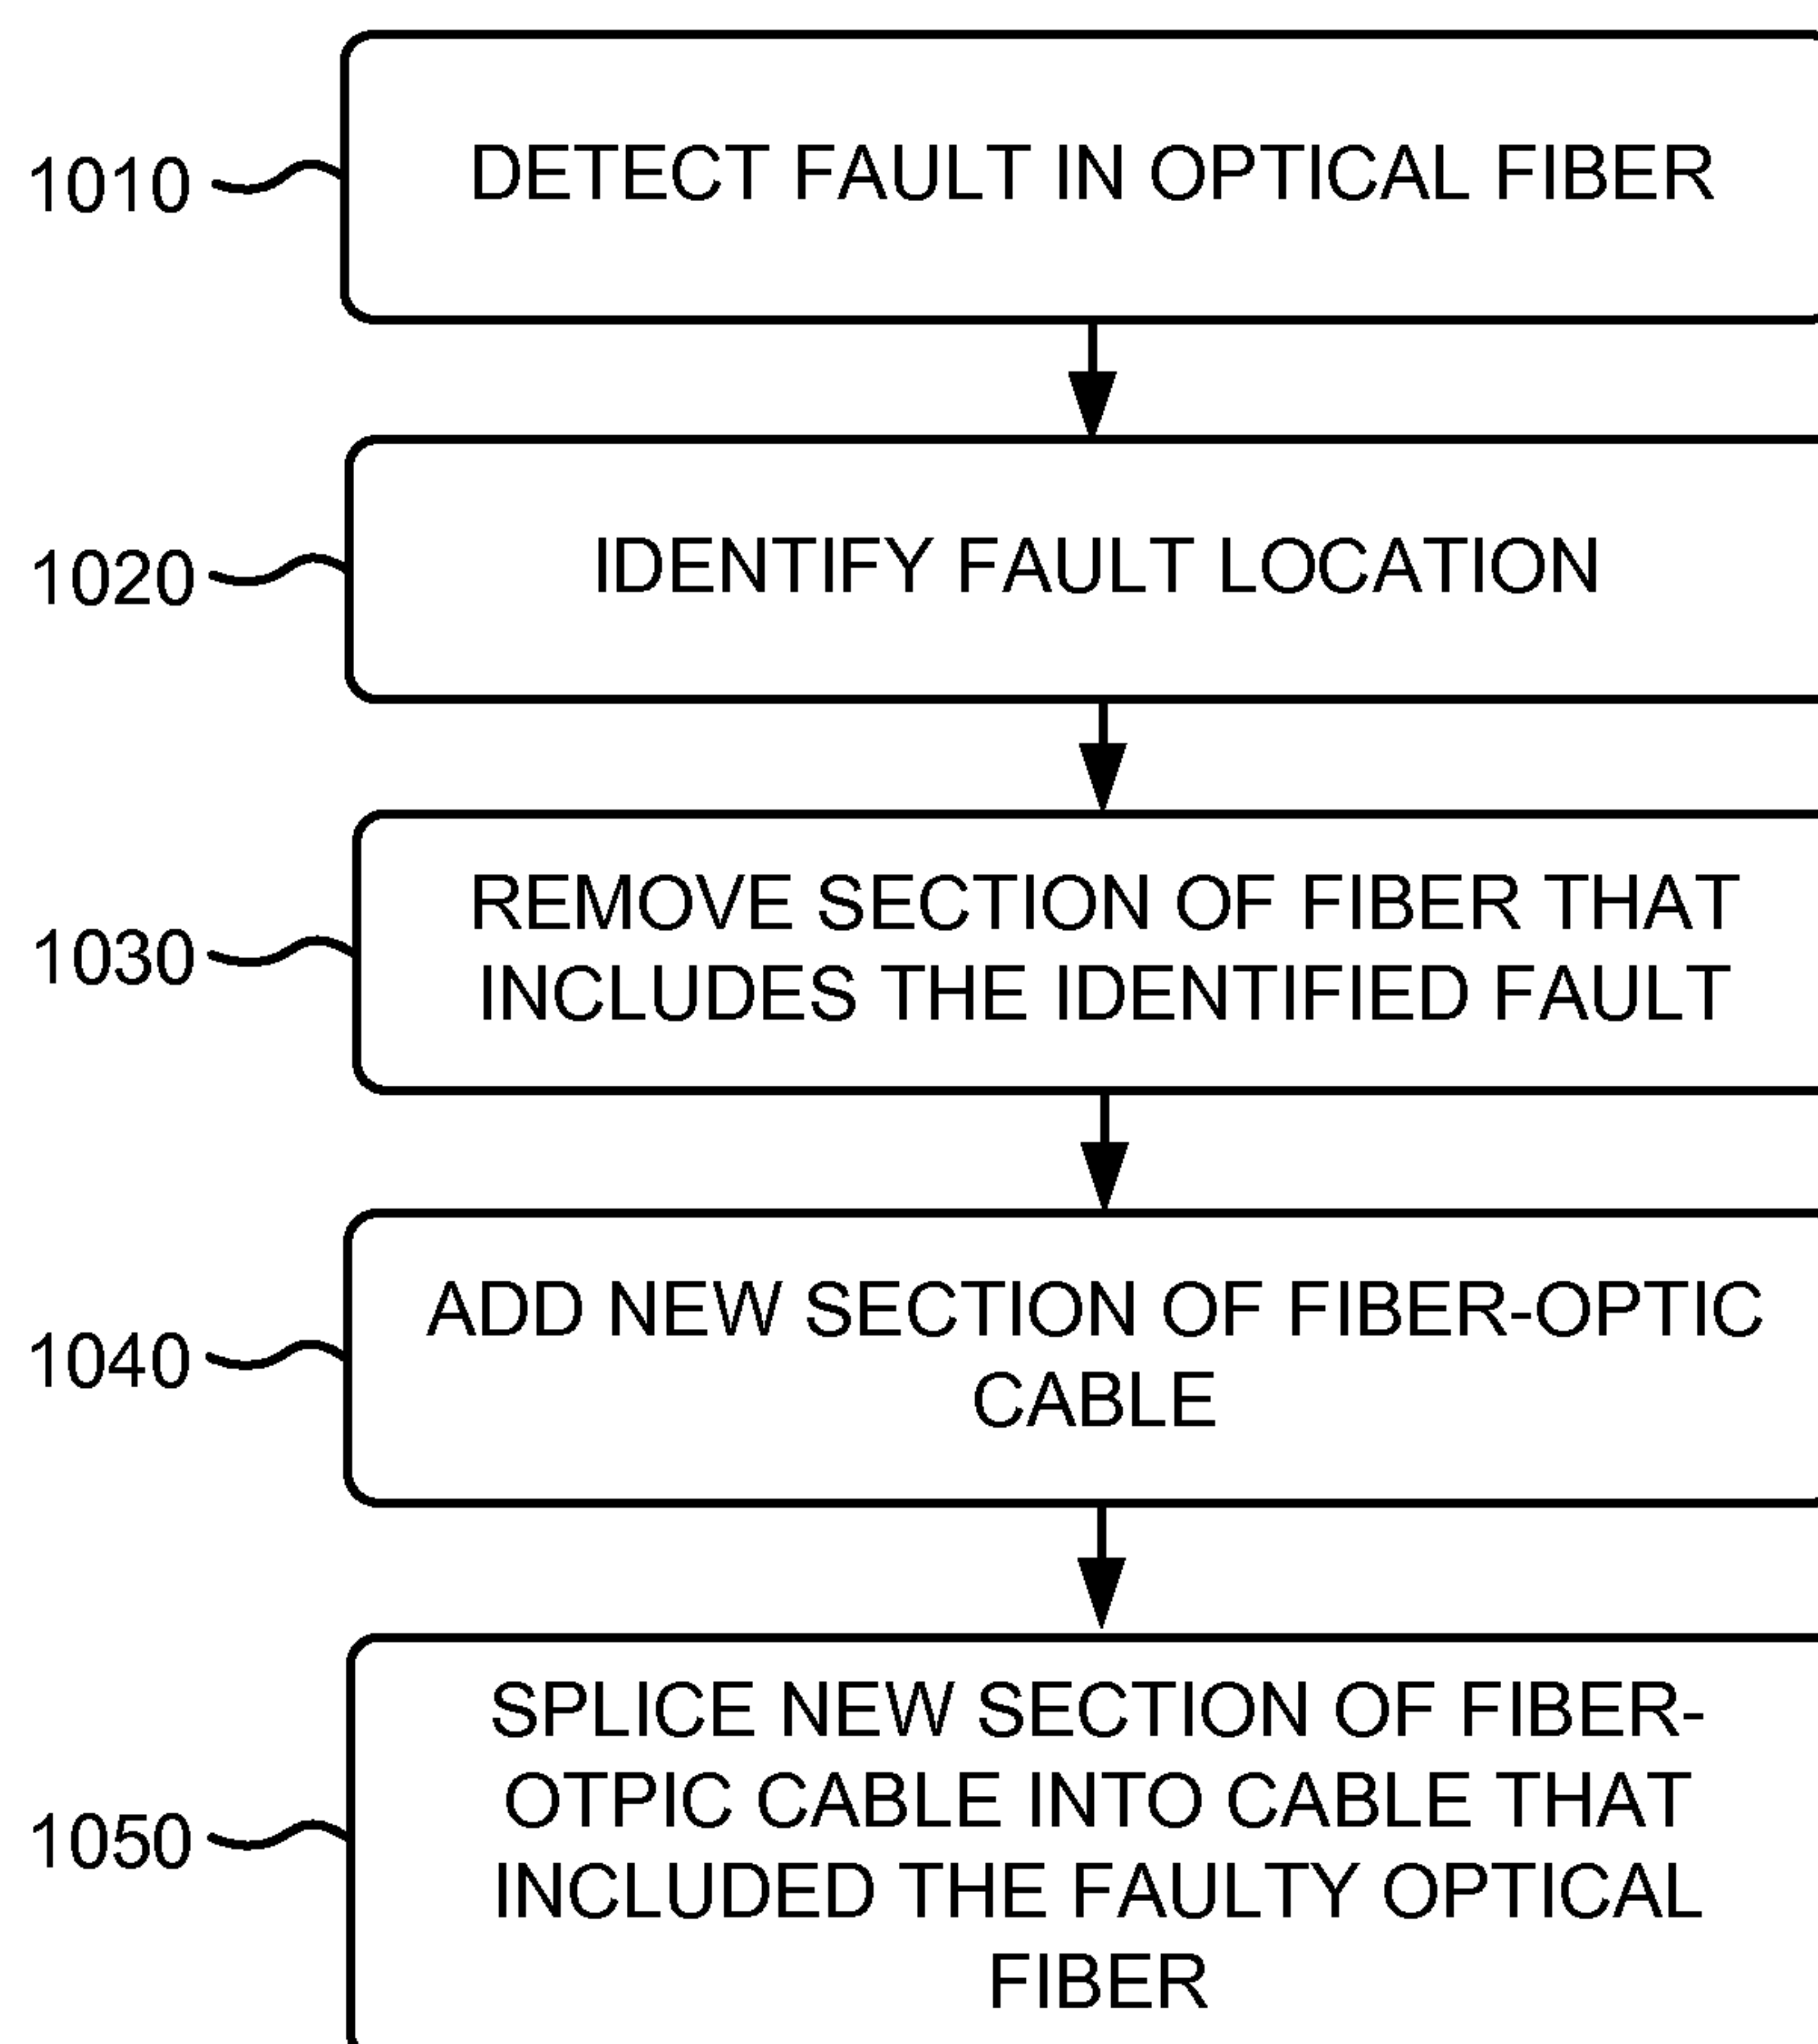 1010
DETECT FAULT IN OPTICAL FIBER
1020
IDENTIFY FAULT LOCATION
1030
REMOVE SECTION OF FIBER THAT
INCLUDES THE IDENTIFIED FAULT
1040
ADD NEW SECTION OF FIBER-OPTIC
CABLE
1050
SPLICE NEW SECTION OF FIBER-
OTPIC CABLE INTO CABLE THAT
INCLUDED THE FAULTY OPTICAL
FIBER